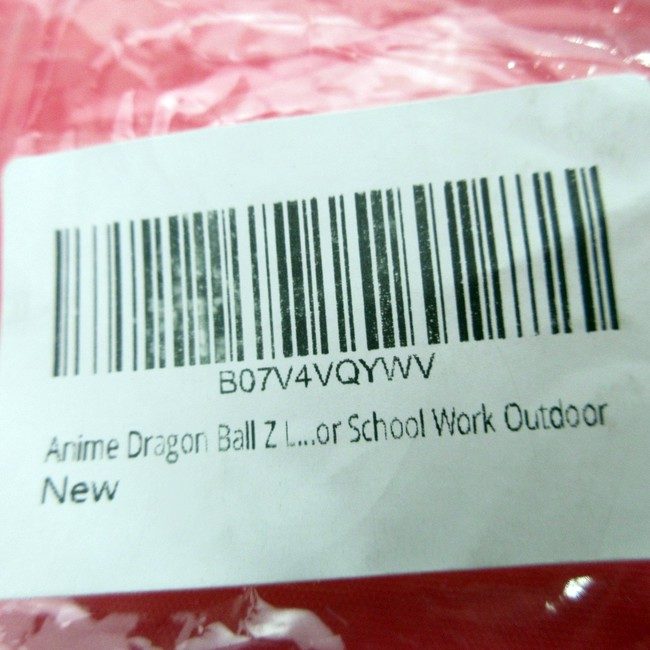 B07V4VQYWV
Anime Dragon Ball Z L...or School Work Outdoor
New